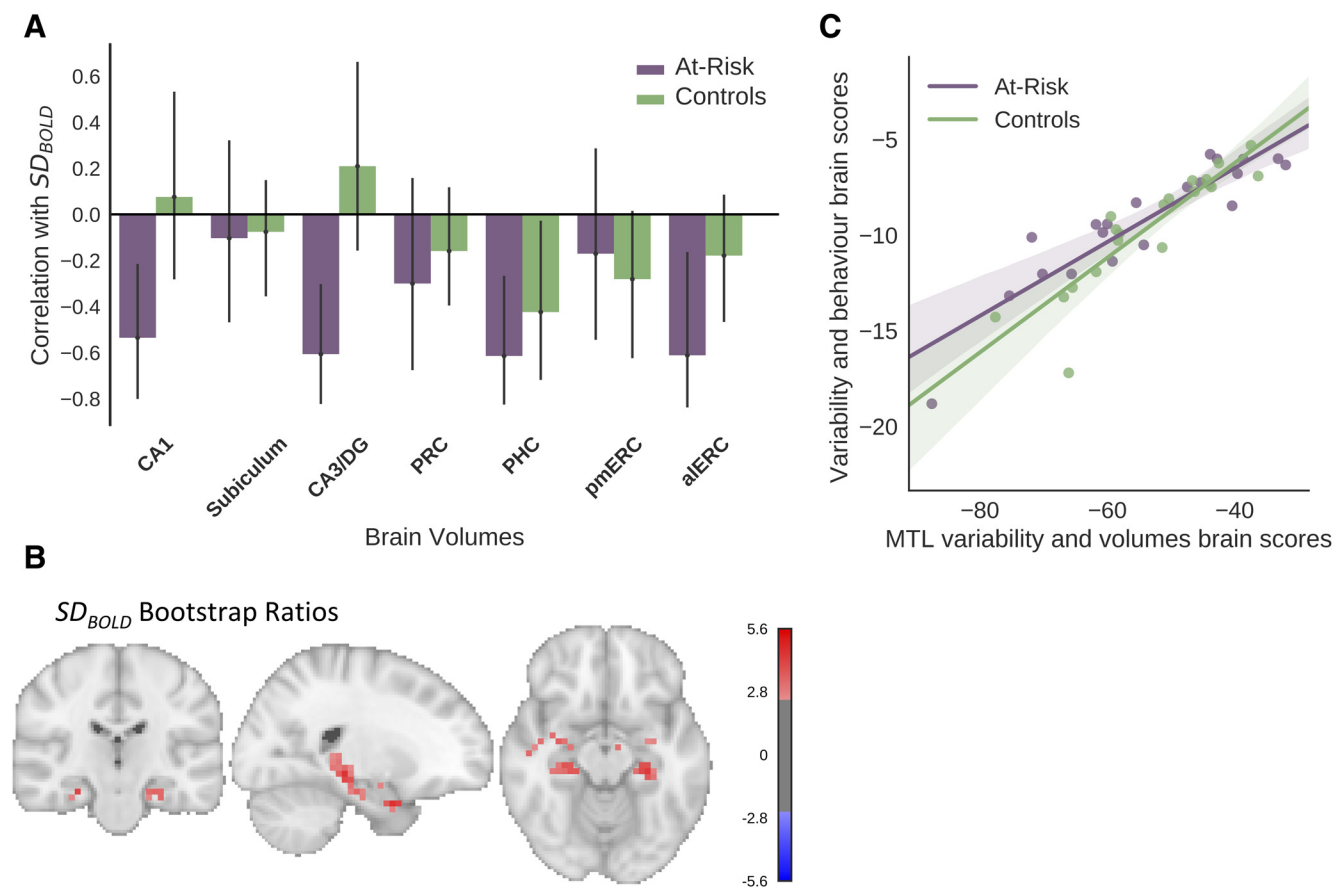 A
Correlation with SD_BOLD
0.6
0.4
0.2
0.0
−0.2
−0.4
−0.6
−0.8
At-Risk
Controls
CA1
Subiculum
CA3/DG
PRC
PHC
pmERC
alERC
Brain Volumes
C
Variability and behaviour brain scores
−5
−10
−15
−20
At-Risk
Controls
−80
−60
−40
MTL variability and volumes brain scores
B
SD_BOLD Bootstrap Ratios
5.6
2.8
0
-2.8
-5.6